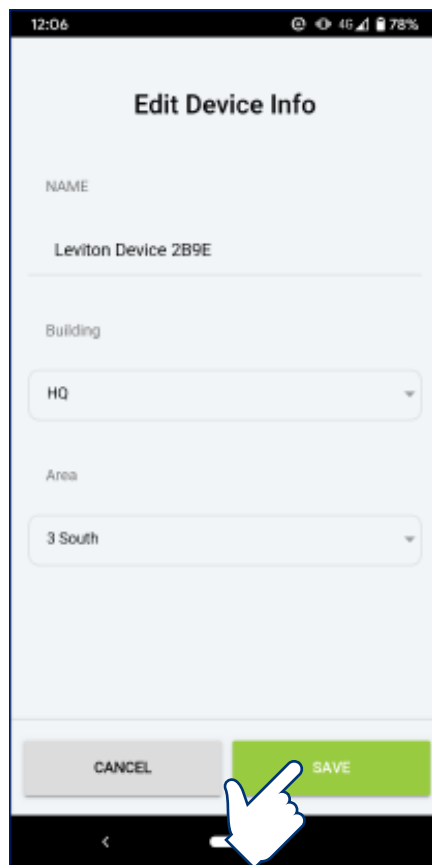 12:06 4G 78%
Edit Device Info
NAME
Leviton Device 2B9E
Building
HQ
Area
3 South
CANCEL SAVE